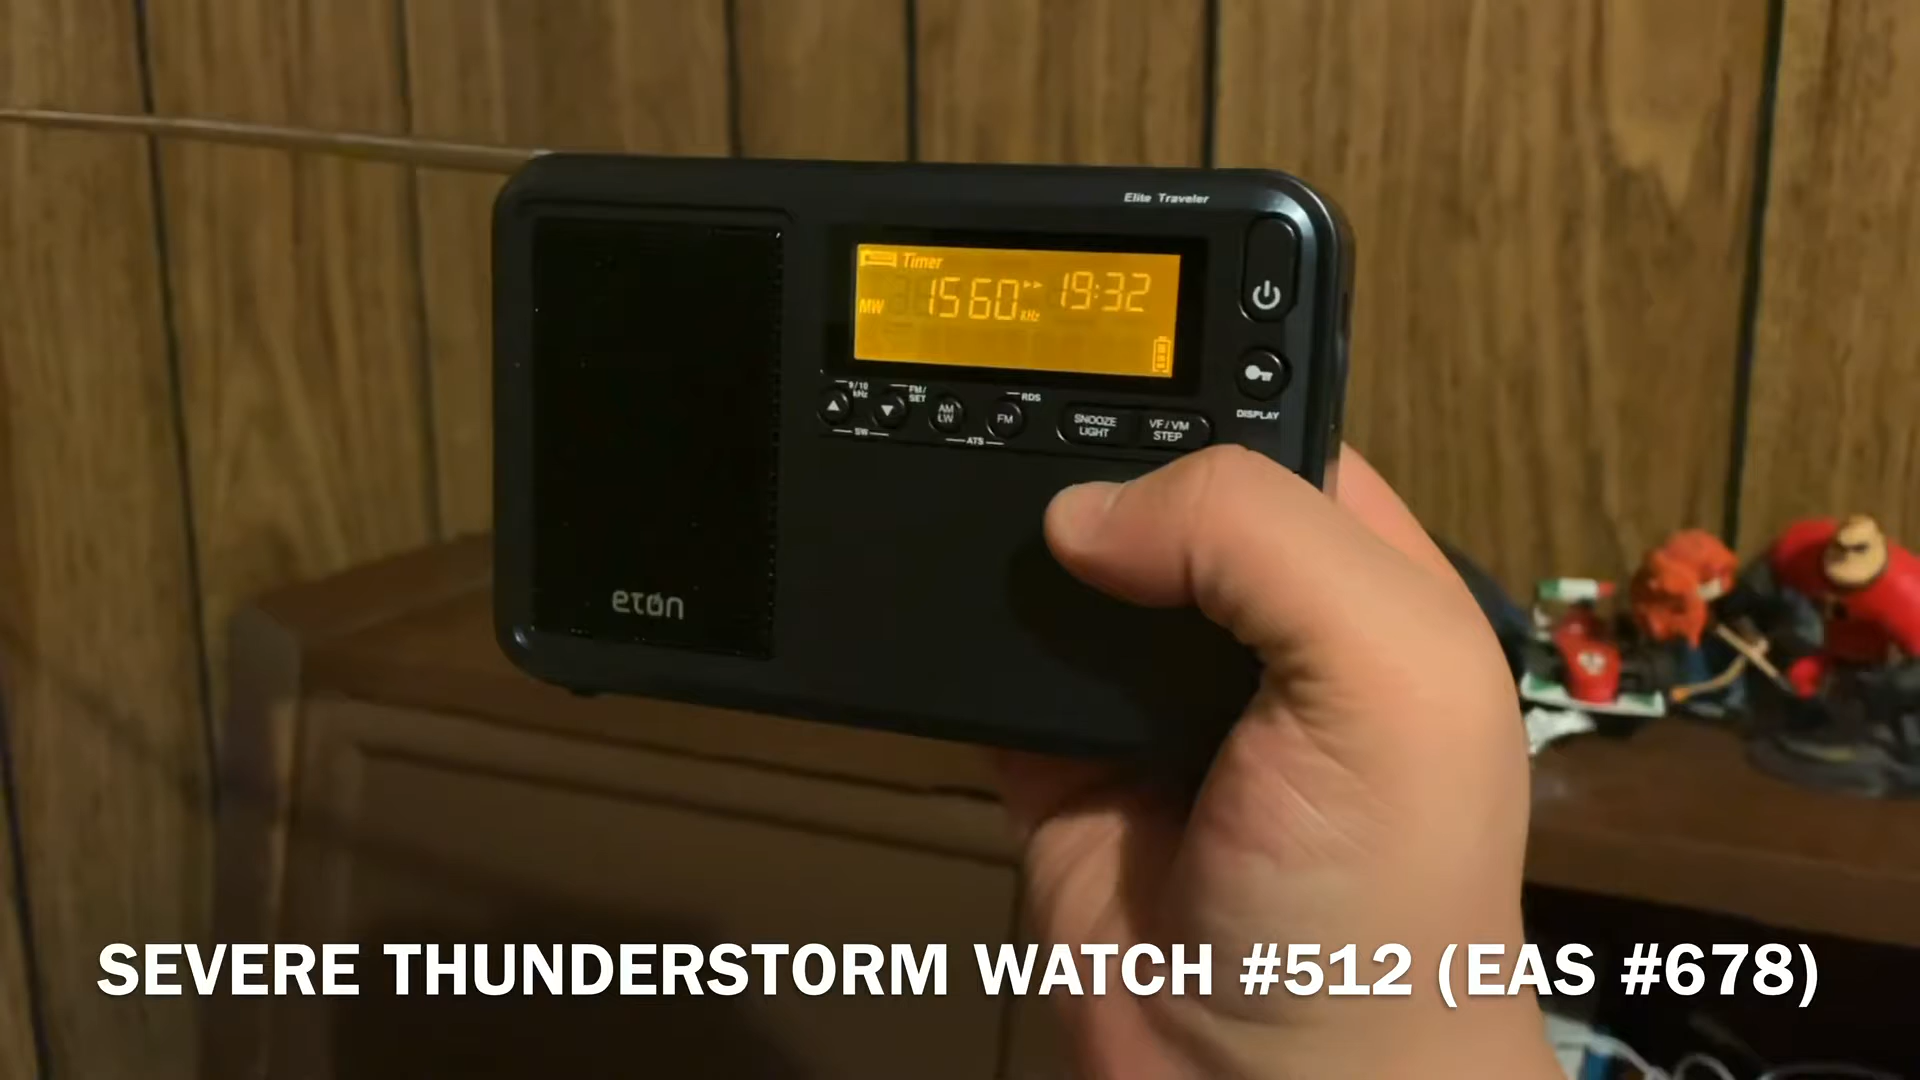 Elite Traveler
Timer
MW 1560 kHz 19:32
9/10
kHz
FM/
SET
RDS
AM
LW
FM
SNOOZE
LIGHT
VF/VM
STEP
DISPLAY
SW
ATS
etón
SEVERE THUNDERSTORM WATCH #512 (EAS #678)